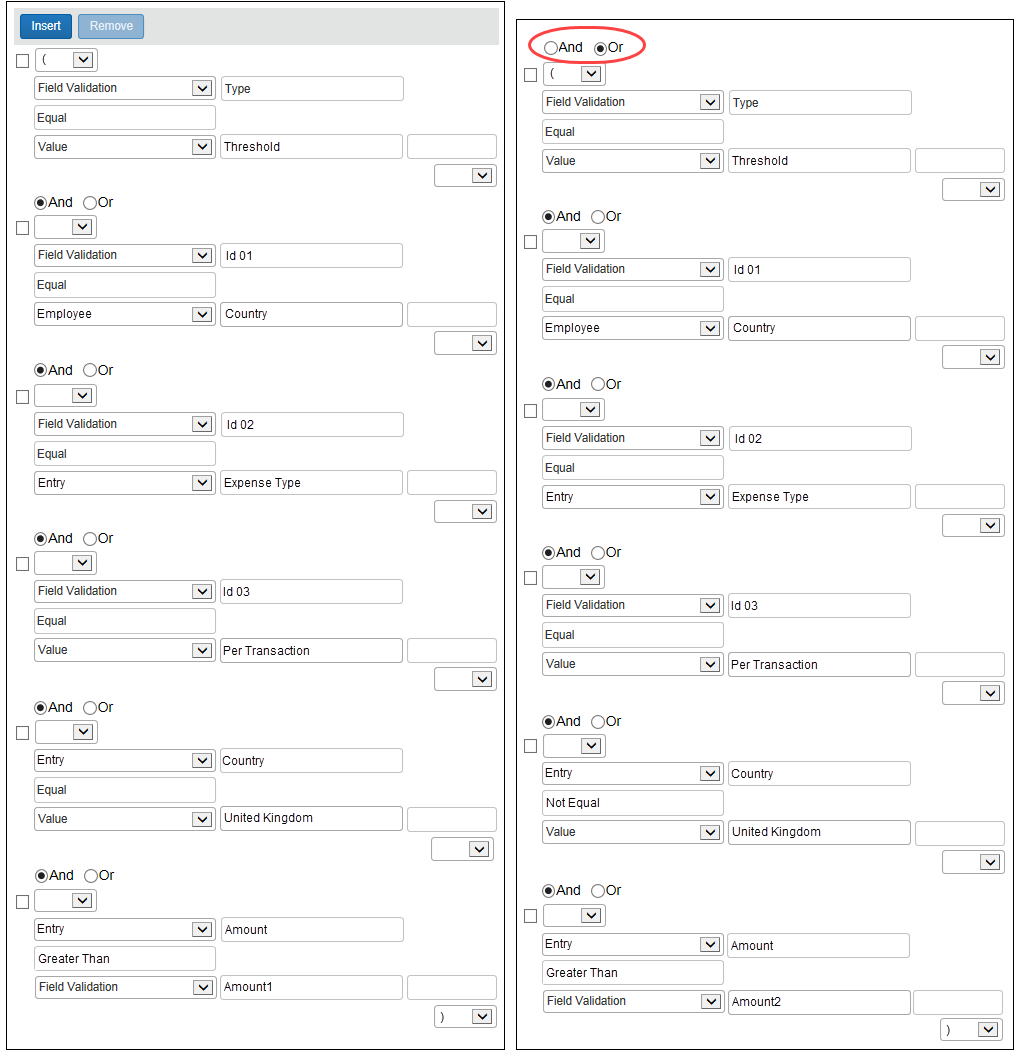 Insert Remove
(
Field Validation Type
Equal
Value Threshold
And Or
Field Validation Id 01
Equal
Employee Country
And Or
Field Validation Id 02
Equal
Entry Expense Type
And Or
Field Validation Id 03
Equal
Value Per Transaction
And Or
Entry Country
Equal
Value United Kingdom
And Or
Entry Amount
Greater Than
Field Validation Amount1
)
And Or
(
Field Validation Type
Equal
Value Threshold
And Or
Field Validation Id 01
Equal
Employee Country
And Or
Field Validation Id 02
Equal
Entry Expense Type
And Or
Field Validation Id 03
Equal
Value Per Transaction
And Or
Entry Country
Not Equal
Value United Kingdom
And Or
Entry Amount
Greater Than
Field Validation Amount2
)